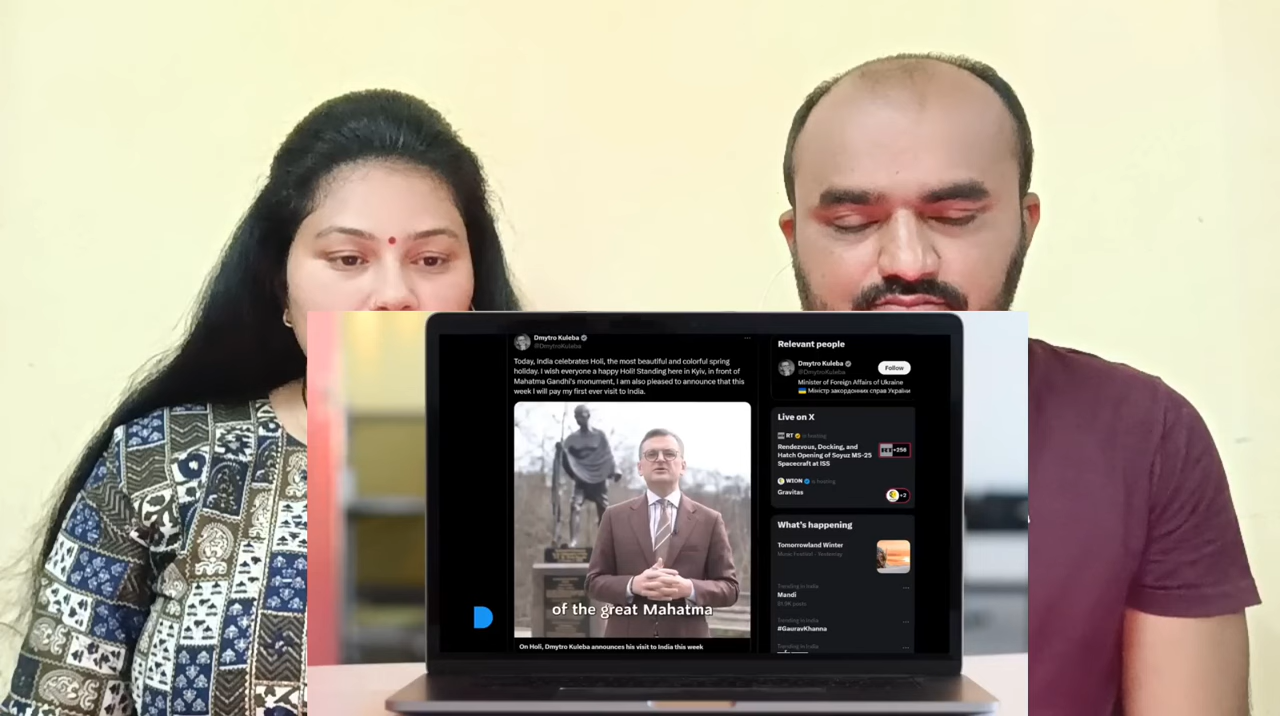 Dmytro Kuleba
@DmytroKuleba
Today, India celebrates Holi, the most beautiful and colorful spring
holiday. I wish everyone a happy Holi! Standing here in Kyiv, in front of
Mahatma Gandhi's monument, I am also pleased to announce that this
week I will pay my first ever visit to India.
of the great Mahatma
On Holi, Dmytro Kuleba announces his visit to India this week
Relevant people
Dmytro Kuleba
@DmytroKuleba
Follow
Minister of Foreign Affairs of Ukraine
Міністр закордонних справ України
Live on X
RT is hosting
Rendezvous, Docking, and
Hatch Opening of Soyuz MS-25
Spacecraft at ISS
+256
WION is hosting
Gravitas
+2
What's happening
Tomorrowland Winter
Music Festival · Yesterday
Trending in India
Mandi
Trending in India
#GauravKhanna
Trending in India